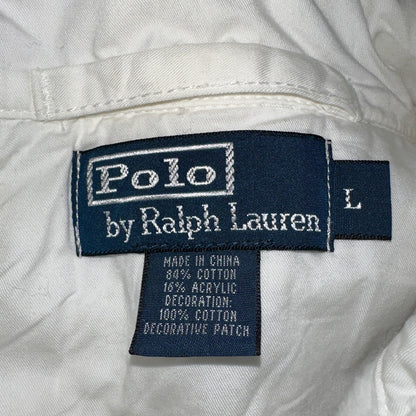 Polo
by Ralph Lauren
L
MADE IN CHINA
84% COTTON
16% ACRYLIC
DECORATION:
100% COTTON
DECORATIVE PATCH